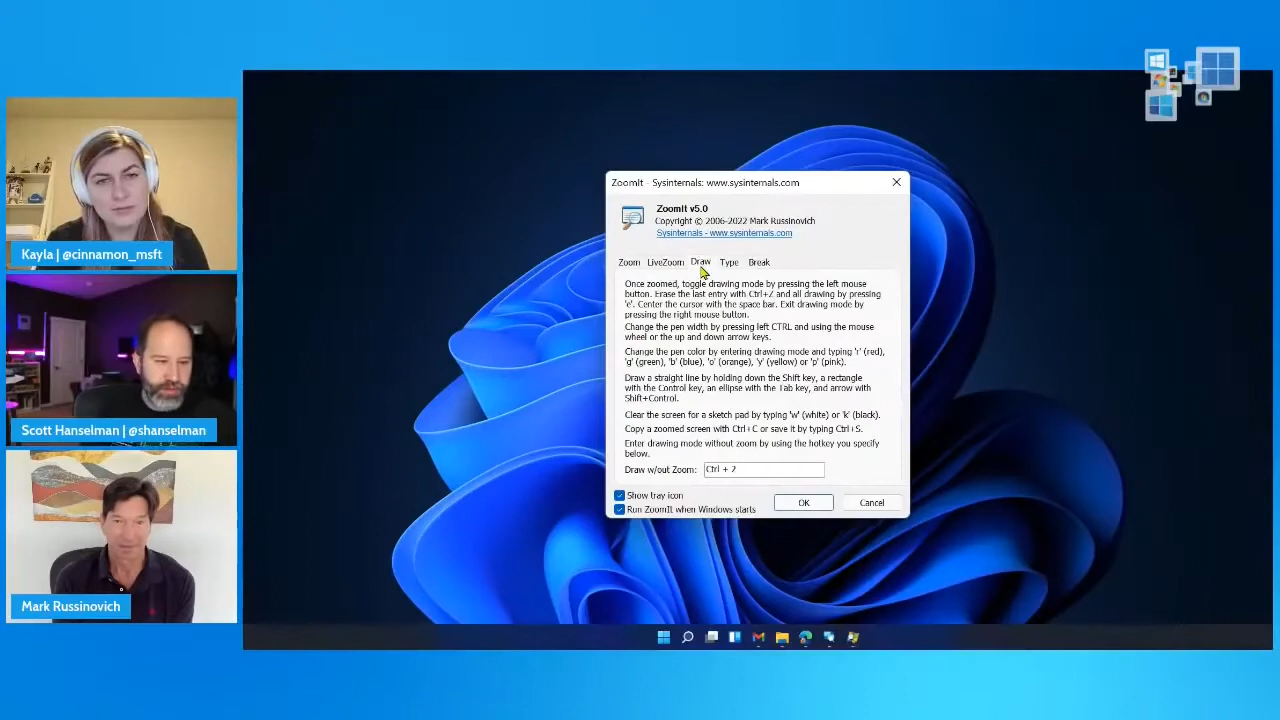 Kayla | @cinnamon_msft
Scott Hanselman | @shanselman
Mark Russinovich
ZoomIt - Sysinternals: www.sysinternals.com
ZoomIt v5.0
Copyright © 2006-2022 Mark Russinovich
Sysinternals - www.sysinternals.com
Zoom LiveZoom Draw Type Break
Once zoomed, toggle drawing mode by pressing the left mouse
button. Erase the last entry with Ctrl+Z and all drawing by pressing
'e'. Center the cursor with the space bar. Exit drawing mode by
pressing the right mouse button.
Change the pen width by pressing left CTRL and using the mouse
wheel or the up and down arrow keys.
Change the pen color by entering drawing mode and typing 'r' (red),
'g' (green), 'b' (blue), 'o' (orange), 'y' (yellow) or 'p' (pink).
Draw a straight line by holding down the Shift key, a rectangle
with the Control key, an ellipse with the Tab key, and arrow with
Shift+Control.
Clear the screen for a sketch pad by typing 'w' (white) or 'k' (black).
Copy a zoomed screen with Ctrl+C or save it by typing Ctrl+S.
Enter drawing mode without zoom by using the hotkey you specify
below.
Draw w/out Zoom: Ctrl + 2
Show tray icon
Run ZoomIt when Windows starts
OK
Cancel